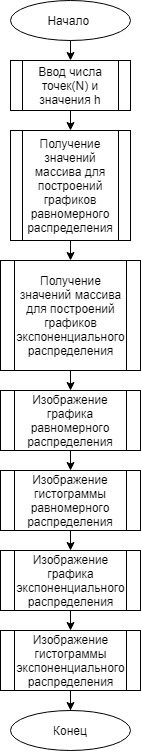 Начало
Ввод числа
точек(N) и
значения h
Получение
значений
массива для
построений
графиков
равномерного
распределения
Получение
значений массива
для построений
графиков
экспоненциального
распределения
Изображение
графика
равномерного
распределения
Изображение
гистограммы
равномерного
распределения
Изображение
графика
экспоненциального
распределения
Изображение
гистограммы
экспоненциального
распределения
Конец